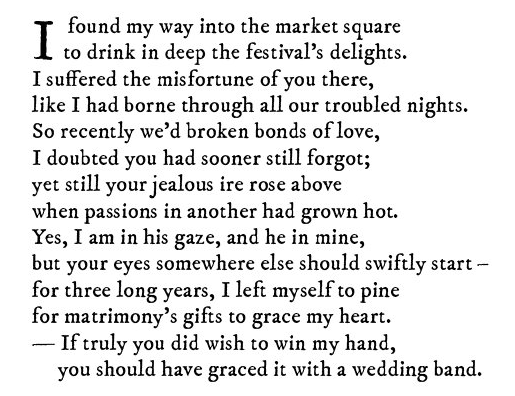 I found my way into the market square
to drink in deep the festival's delights.
I suffered the misfortune of you there,
like I had borne through all our troubled nights.
So recently we'd broken bonds of love,
I doubted you had sooner still forgot;
yet still your jealous ire rose above
when passions in another had grown hot.
Yes, I am in his gaze, and he in mine,
but your eyes somewhere else should swiftly start –
for three long years, I left myself to pine
for matrimony's gifts to grace my heart.
— If truly you did wish to win my hand,
you should have graced it with a wedding band.